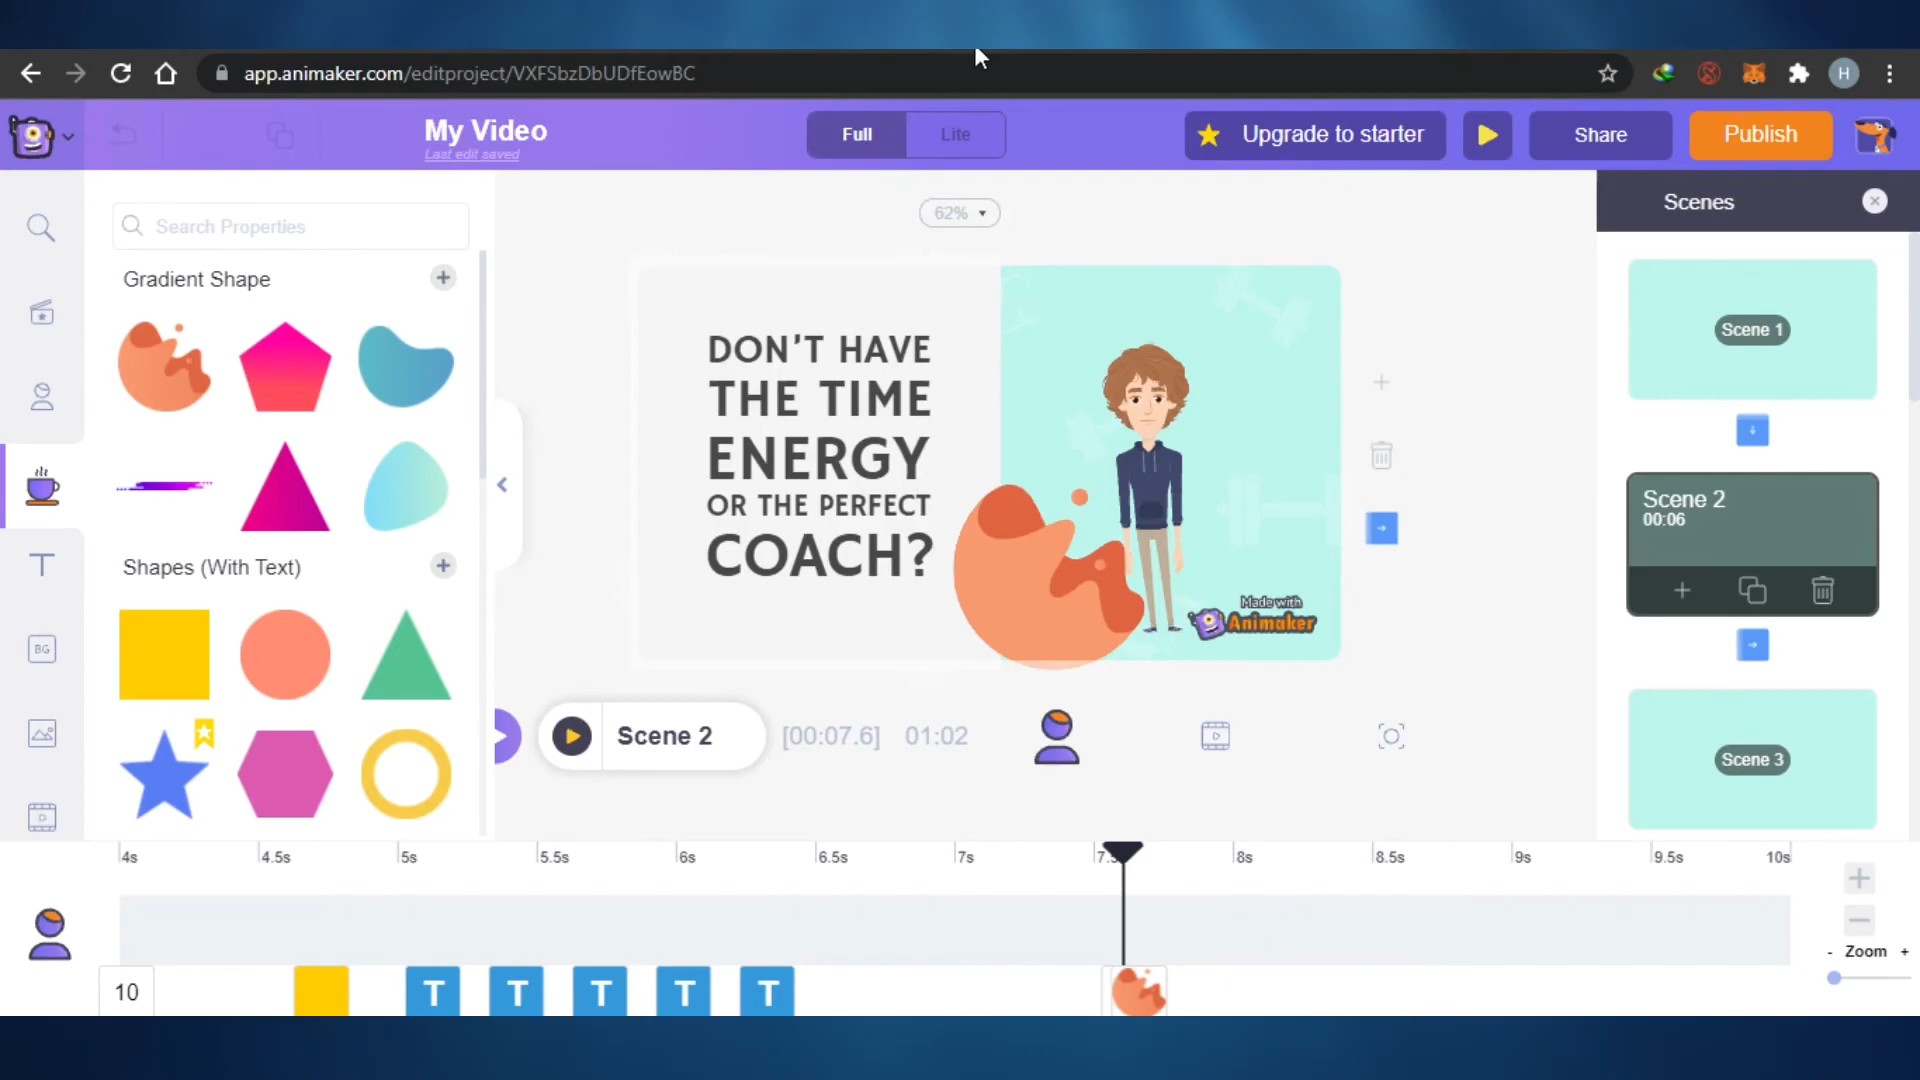 app.animaker.com/editproject/VXFSbzDbUDfEowBC
H
My Video
Last edit saved
Full
Lite
Upgrade to starter
Share
Publish
Search Properties
Gradient Shape
Shapes (With Text)
T
BG
62%
DON'T HAVE
THE TIME
ENERGY
OR THE PERFECT
COACH?
Made with
Animaker
Scenes
Scene 1
Scene 2
00:06
Scene 3
Scene 2
[00:07.6]
01:02
4s
4.5s
5s
5.5s
6s
6.5s
7s
7.5
8s
8.5s
9s
9.5s
10s
- Zoom +
10
T
T
T
T
T